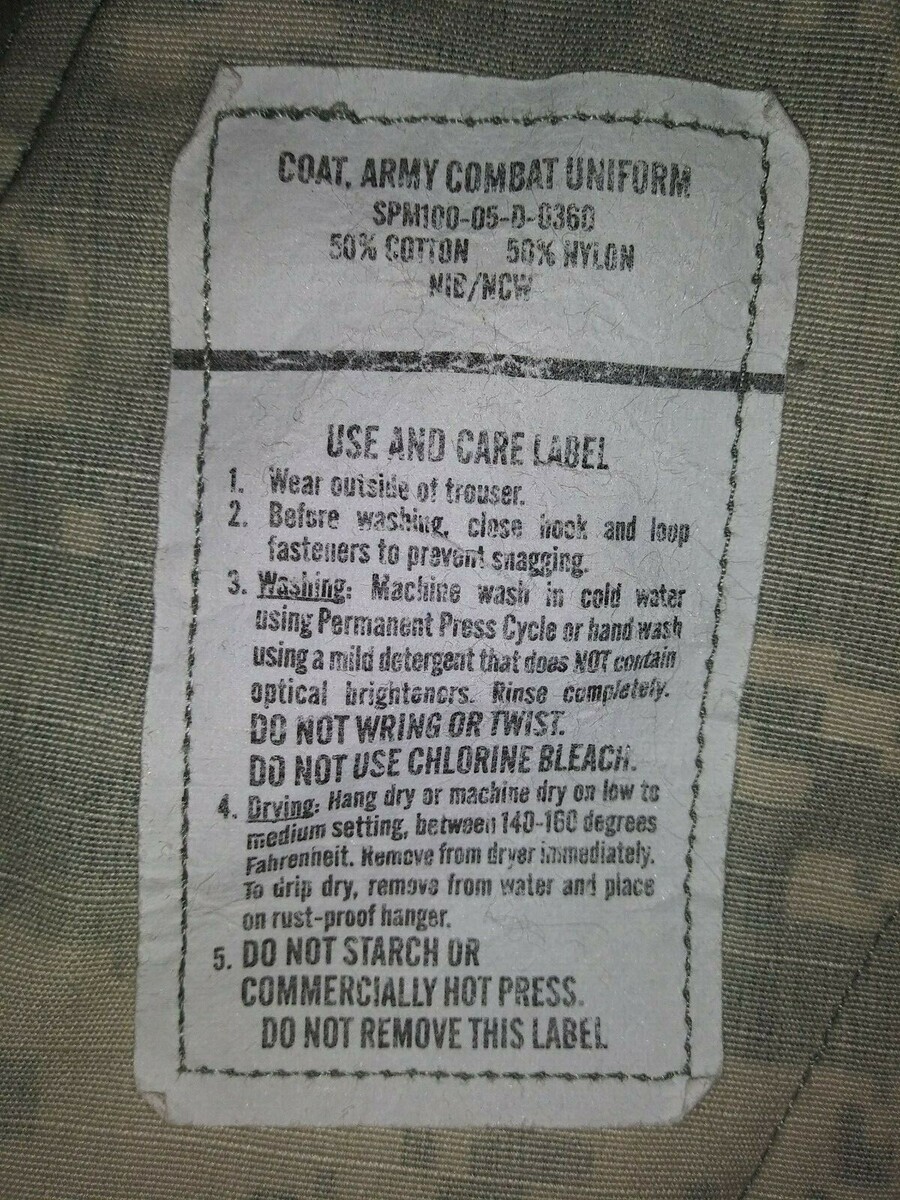 COAT, ARMY COMBAT UNIFORM
SPM100-05-D-0360
50% COTTON 50% NYLON
NIB/NCW
USE AND CARE LABEL
1. Wear outside of trouser.
2. Before washing, close hook and loop
fasteners to prevent snagging.
3. Washing: Machine wash in cold water
using Permanent Press Cycle or hand wash
using a mild detergent that does NOT contain
optical brighteners. Rinse completely.
DO NOT WRING OR TWIST.
DO NOT USE CHLORINE BLEACH.
4. Drying: Hang dry or machine dry on low to
medium setting, between 140-160 degrees
Fahrenheit. Remove from dryer immediately.
To drip dry, remove from water and place
on rust-proof hanger.
5. DO NOT STARCH OR
COMMERCIALLY HOT PRESS.
DO NOT REMOVE THIS LABEL